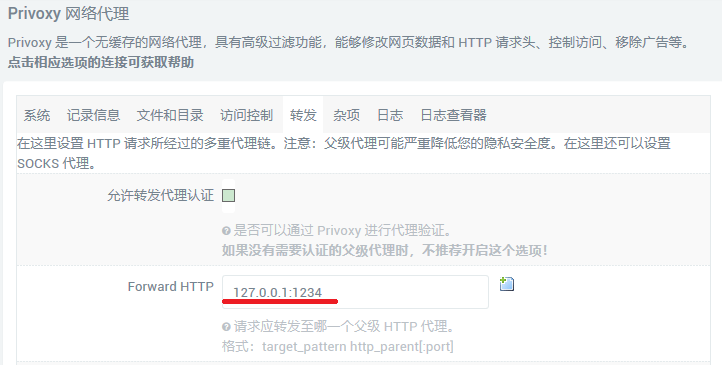 Privoxy 网络代理
Privoxy 是一个无缓存的网络代理，具有高级过滤功能，能够修改网页数据和 HTTP 请求头、控制访问、移除广告等。
点击相应选项的连接可获取帮助
系统 记录信息 文件和目录 访问控制 转发 杂项 日志 日志查看器
在这里设置 HTTP 请求所经过的多重代理链。注意：父级代理可能严重降低您的隐私安全度。在这里还可以设置
SOCKS 代理。
允许转发代理认证
是否可以通过 Privoxy 进行代理验证。
如果没有需要认证的父级代理时，不推荐开启这个选项！
Forward HTTP 127.0.0.1:1234
请求应转发至哪一个父级 HTTP 代理。
格式：target_pattern http_parent[:port]